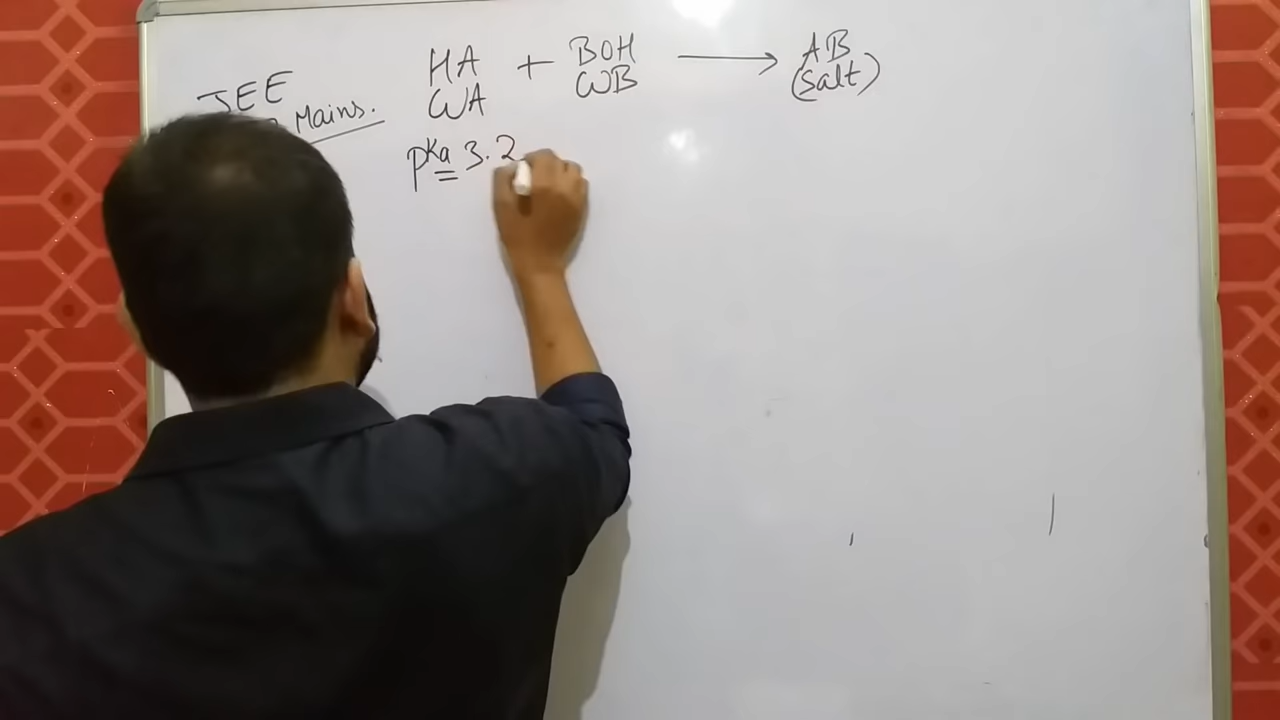 HA + BOH → AB
WA WB (salt)
JEE
Mains.
pKa 3.2